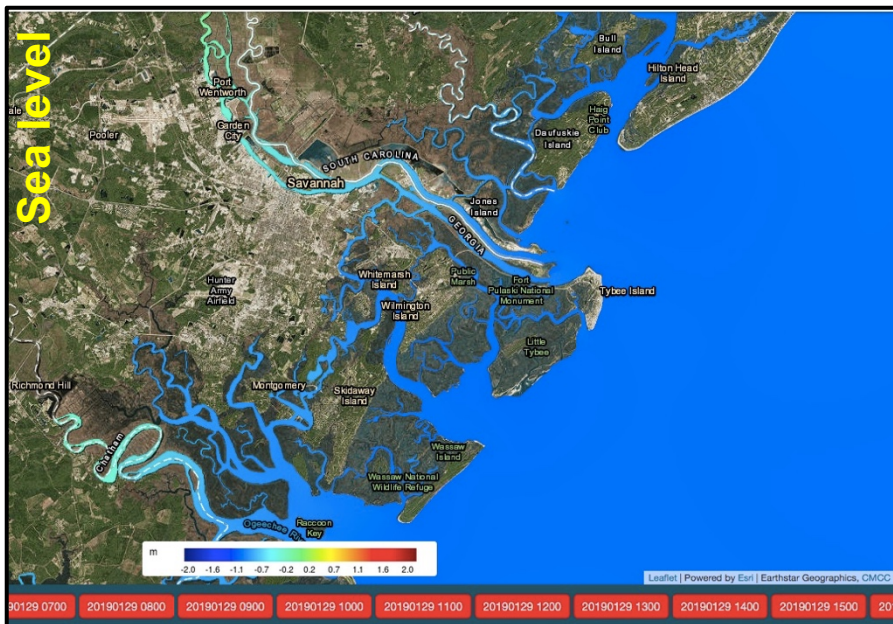 Sea level
Bull
Island
Hilton Head
Island
Port
Wentworth
Haig
Point
Club
Garden
City
Pooler
Daufuskie
Island
SOUTH CAROLINA
Savannah
Jones
Island
GEORGIA
Whitemarsh
Island
Public
Marsh
Fort
Pulaski National
Monument
Tybee Island
Hunter
Army
Airfield
Wilmington
Island
Little
Tybee
Richmond Hill
Montgomery
Skidaway
Island
Chatham
Wassaw
Island
Wassaw National
Wildlife Refuge
Raccoon
Key
m
-2.0 -1.6 -1.1 -0.7 -0.2 0.2 0.7 1.1 1.6 2.0
Leaflet | Powered by Esri | Earthstar Geographics, CMCC
20190129 0800 20190129 0900 20190129 1000 20190129 1100 20190129 1200 20190129 1300 20190129 1400 20190129 1500